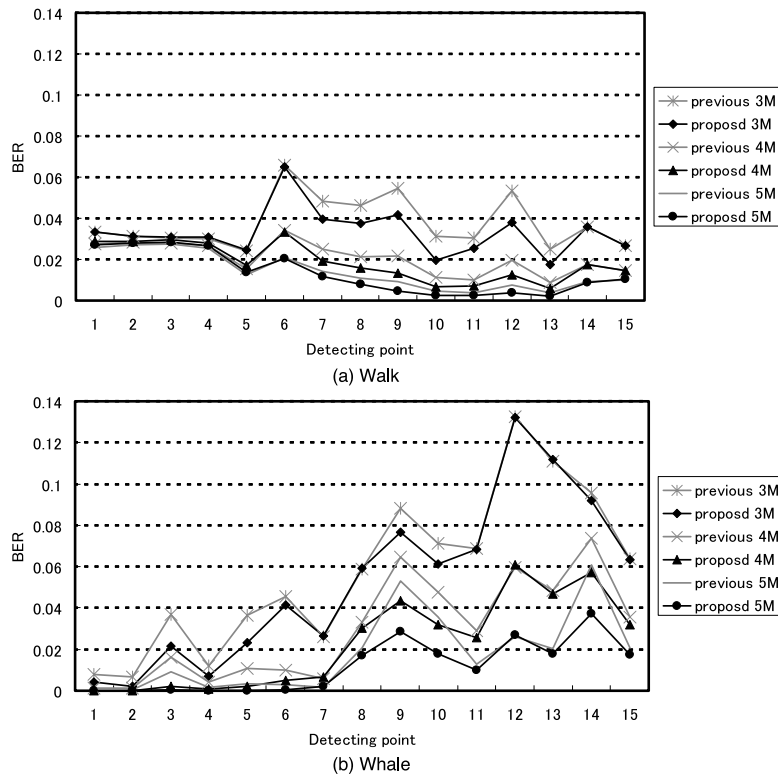 0.14
0.12
0.1
0.08
0.06
0.04
0.02
0
BER
1 2 3 4 5 6 7 8 9 10 11 12 13 14 15
Detecting point
previous 3M
proposd 3M
previous 4M
proposd 4M
previous 5M
proposd 5M
(a) Walk
0.14
0.12
0.1
0.08
0.06
0.04
0.02
0
BER
1 2 3 4 5 6 7 8 9 10 11 12 13 14 15
Detecting point
previous 3M
proposd 3M
previous 4M
proposd 4M
previous 5M
proposd 5M
(b) Whale